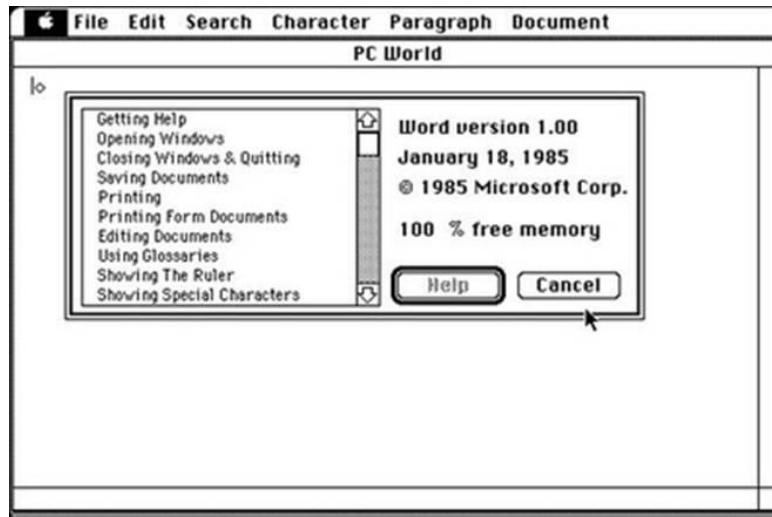 File Edit Search Character Paragraph Document
PC World
Getting Help
Opening Windows
Closing Windows & Quitting
Saving Documents
Printing
Printing Form Documents
Editing Documents
Using Glossaries
Showing The Ruler
Showing Special Characters
Word version 1.00
January 18, 1985
© 1985 Microsoft Corp.
100 % free memory
Help
Cancel